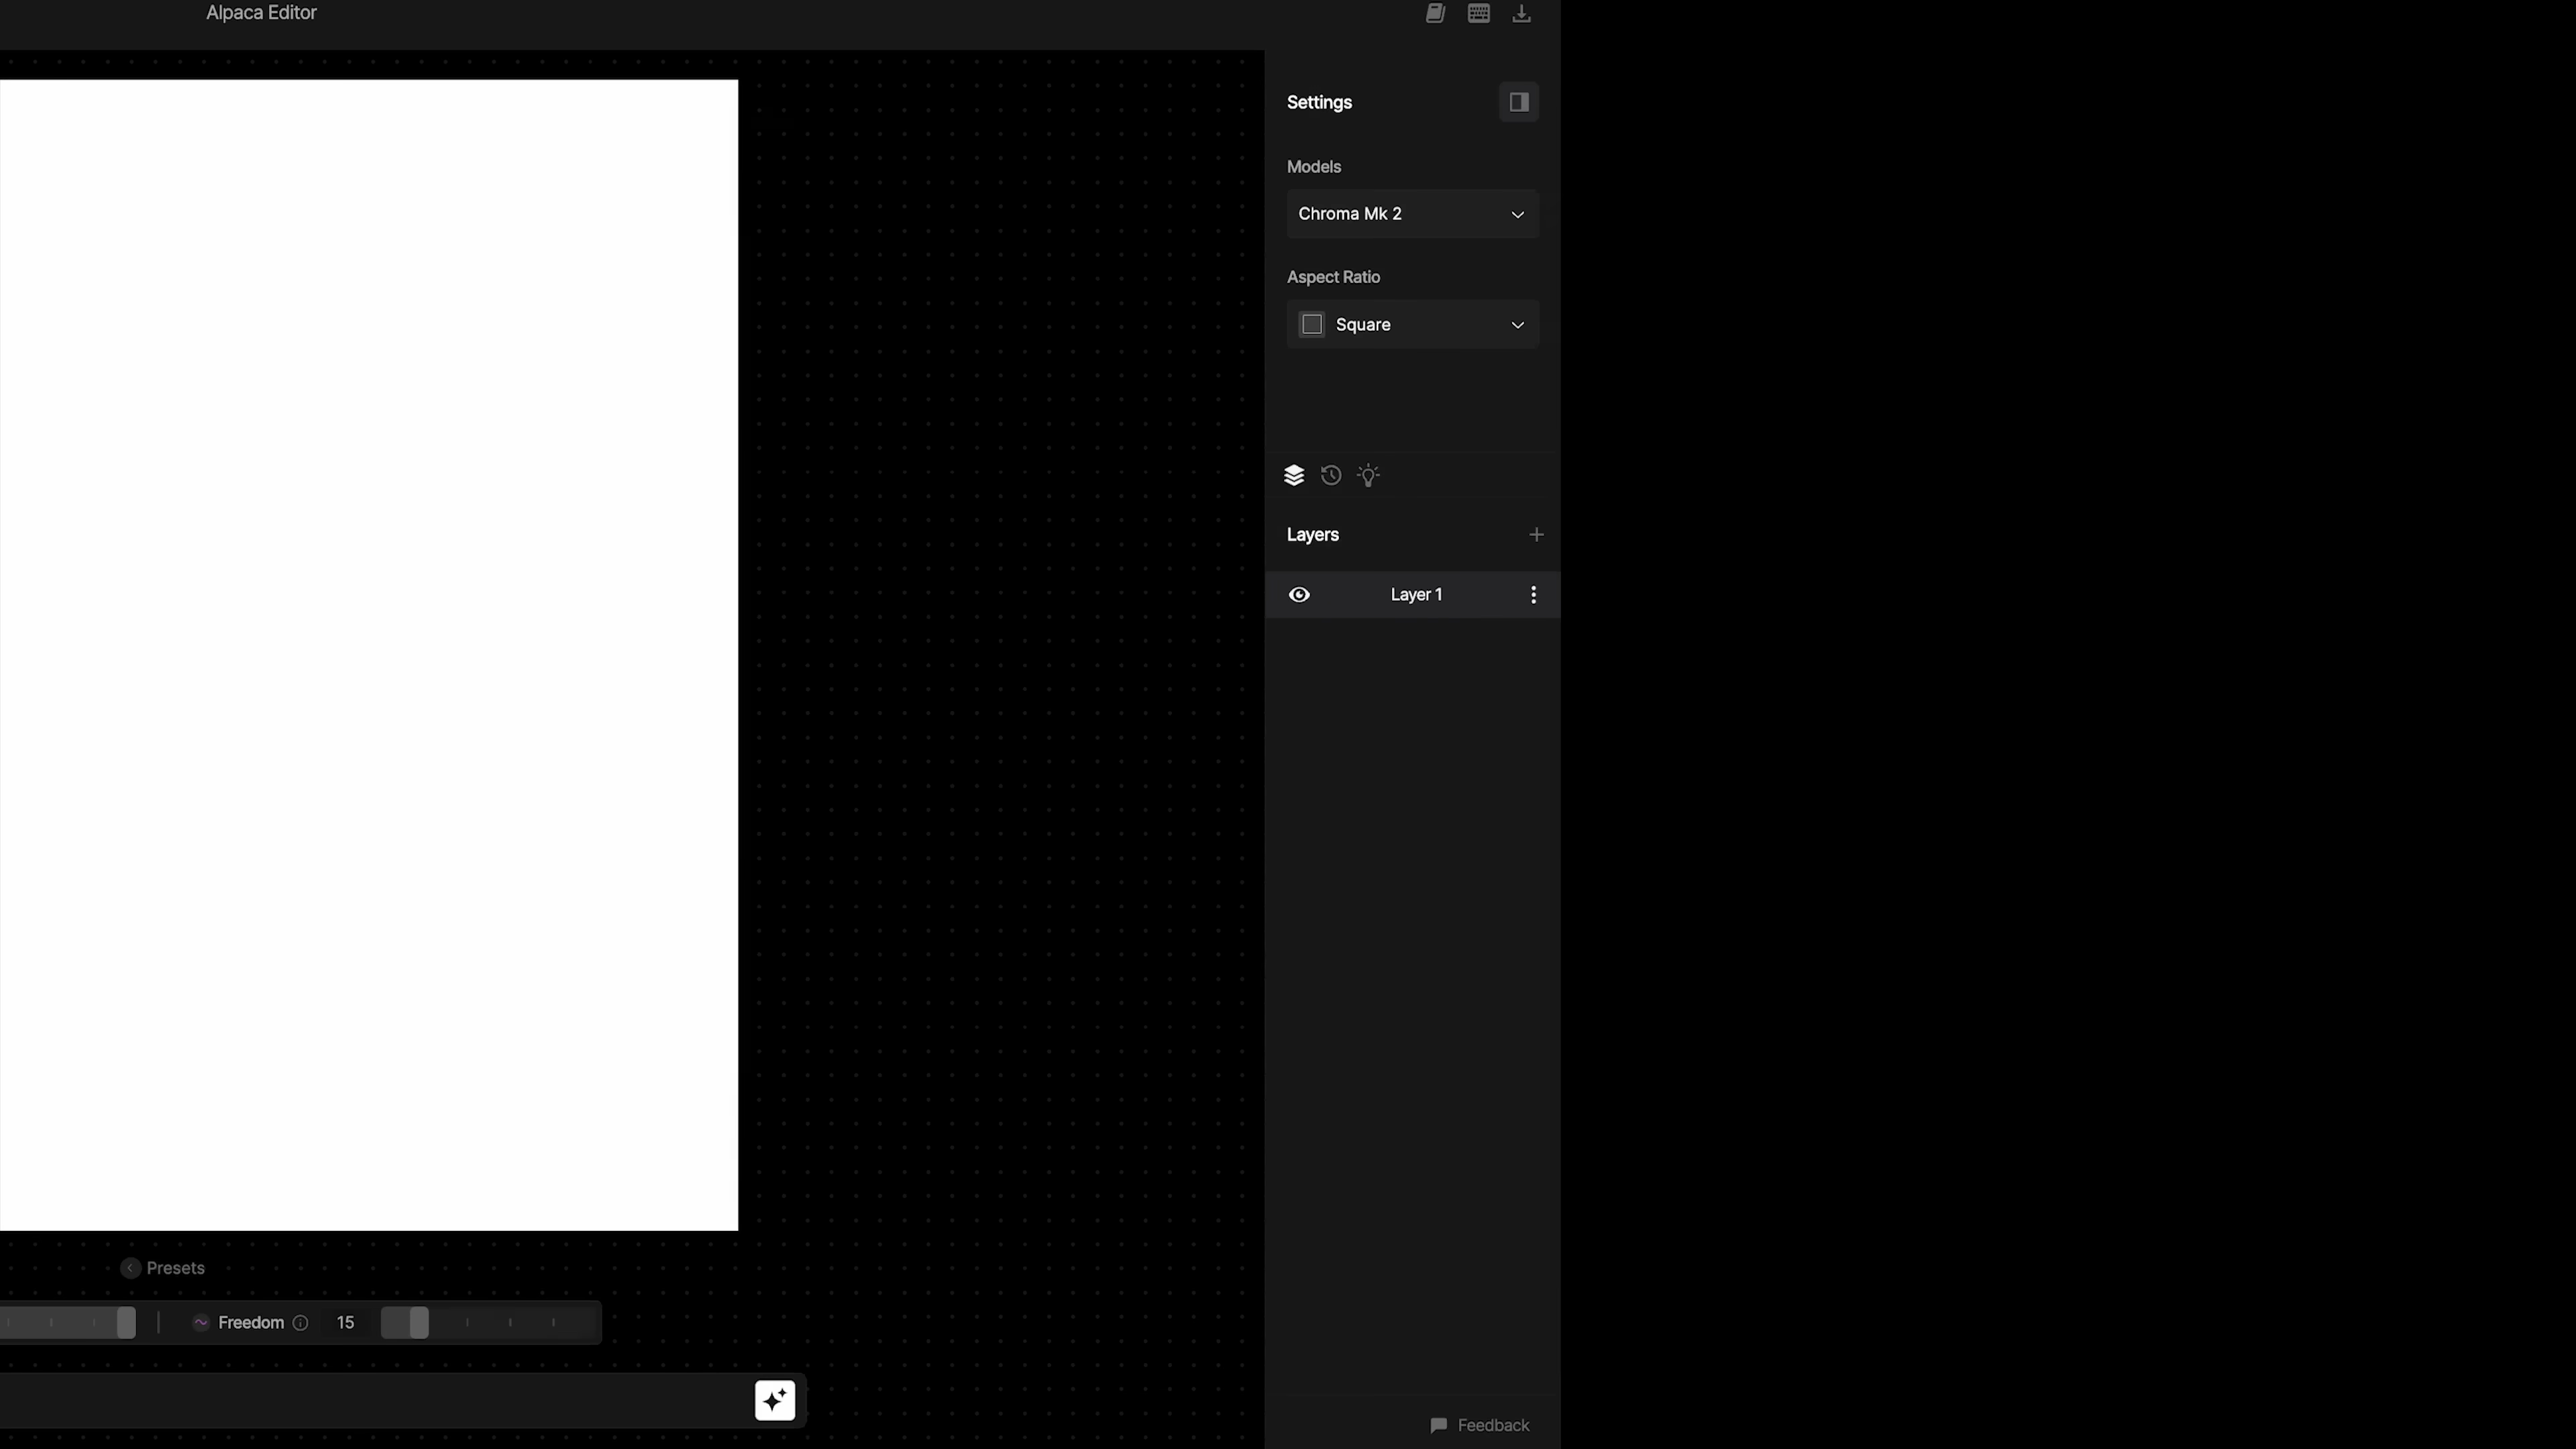 Alpaca Editor
Settings
Models
Chroma Mk 2
Aspect Ratio
Square
Layers
Layer 1
Presets
Freedom 15
Feedback